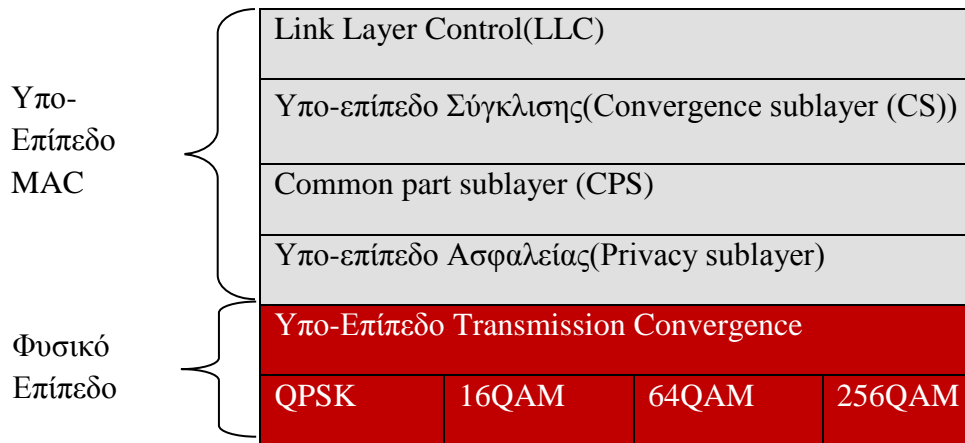 Υπο-
Επίπεδο
MAC
Link Layer Control(LLC)
Υπο-επίπεδο Σύγκλισης(Convergence sublayer (CS))
Common part sublayer (CPS)
Υπο-επίπεδο Ασφαλείας(Privacy sublayer)
Φυσικό
Επίπεδο
Υπο-Επίπεδο Transmission Convergence
QPSK 16QAM 64QAM 256QAM